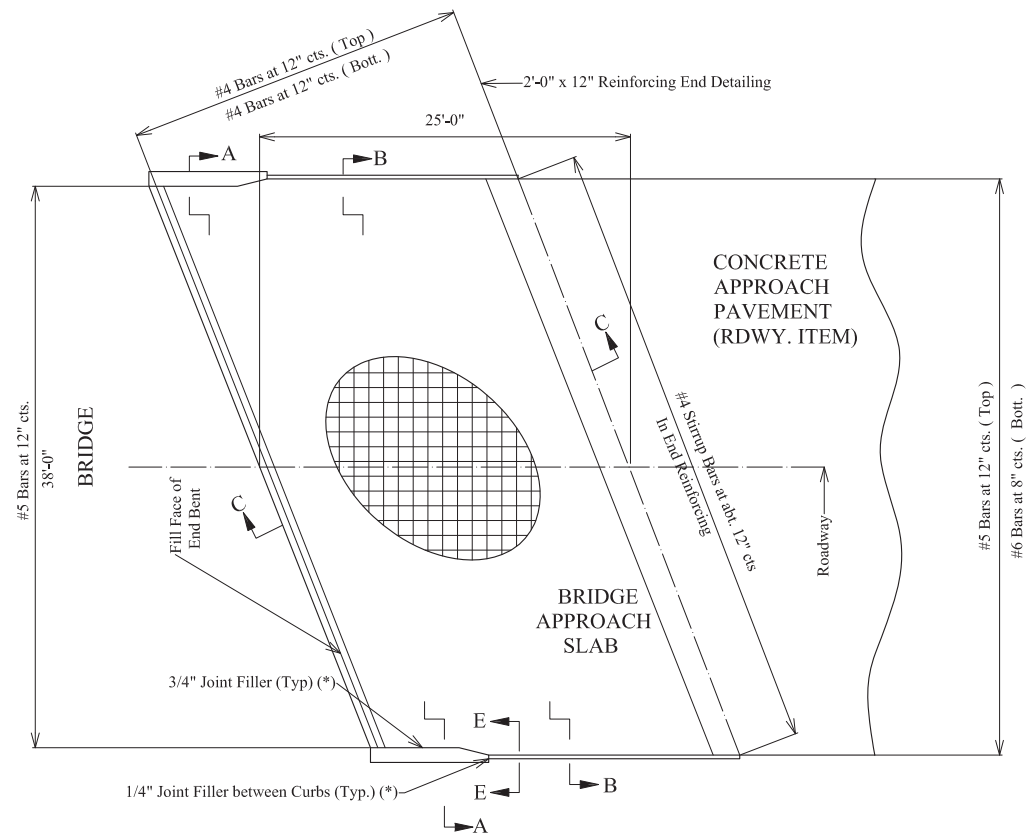 #4 Bars at 12" cts. ( Top )
#4 Bars at 12" cts. ( Bott. )
2'-0" x 12" Reinforcing End Detailing
25'-0"
A
B
CONCRETE
APPROACH
PAVEMENT
(RDWY. ITEM)
C
#4 Stirrup Bars at abt. 12" cts
In End Reinforcing
#5 Bars at 12" cts.
38'-0"
BRIDGE
C
Fill Face of
End Bent
Roadway
#5 Bars at 12" cts. ( Top )
#6 Bars at 8" cts. ( Bott. )
BRIDGE
APPROACH
SLAB
3/4" Joint Filler (Typ) (*)
E
1/4" Joint Filler between Curbs (Typ.) (*)
E
B
A